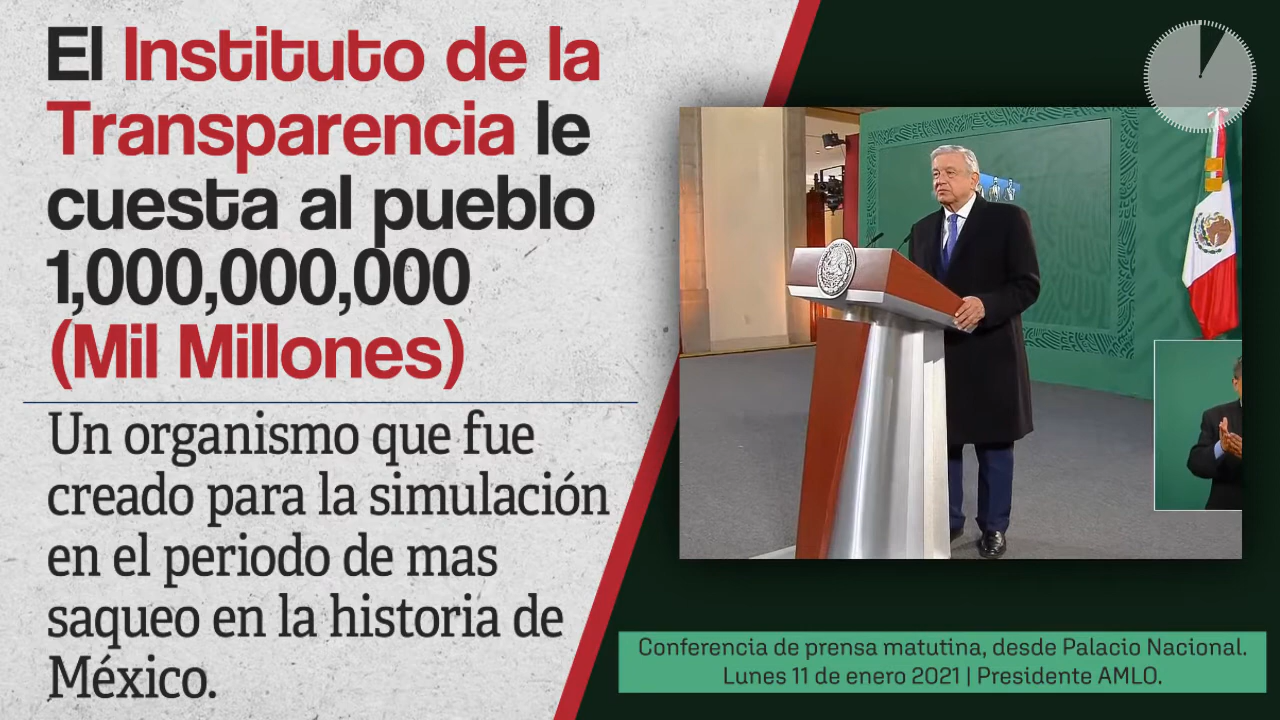 El Instituto de la
Transparencia le
cuesta al pueblo
1,000,000,000
(Mil Millones)
Un organismo que fue
creado para la simulación
en el periodo de mas
saqueo en la historia de
México.
Conferencia de prensa matutina, desde Palacio Nacional.
Lunes 11 de enero 2021 | Presidente AMLO.